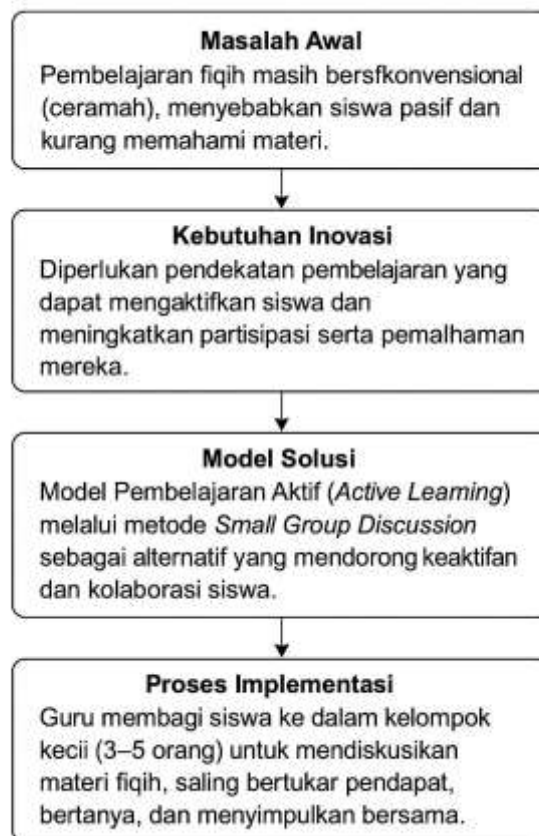 Masalah Awal
Pembelajaran fiqih masih bersfkonvensional
(ceramah), menyebabkan siswa pasif dan
kurang memahami materi.
Kebutuhan Inovasi
Diperlukan pendekatan pembelajaran yang
dapat mengaktifkan siswa dan
meningkatkan partisipasi serta pemalhaman
mereka.
Model Solusi
Model Pembelajaran Aktif (Active Learning)
melalui metode Small Group Discussion
sebagai alternatif yang mendorong keaktifan
dan kolaborasi siswa.
Proses Implementasi
Guru membagi siswa ke dalam kelompok
kecii (3–5 orang) untuk mendiskusikan
materi fiqih, saling bertukar pendapat,
bertanya, dan menyimpulkan bersama.